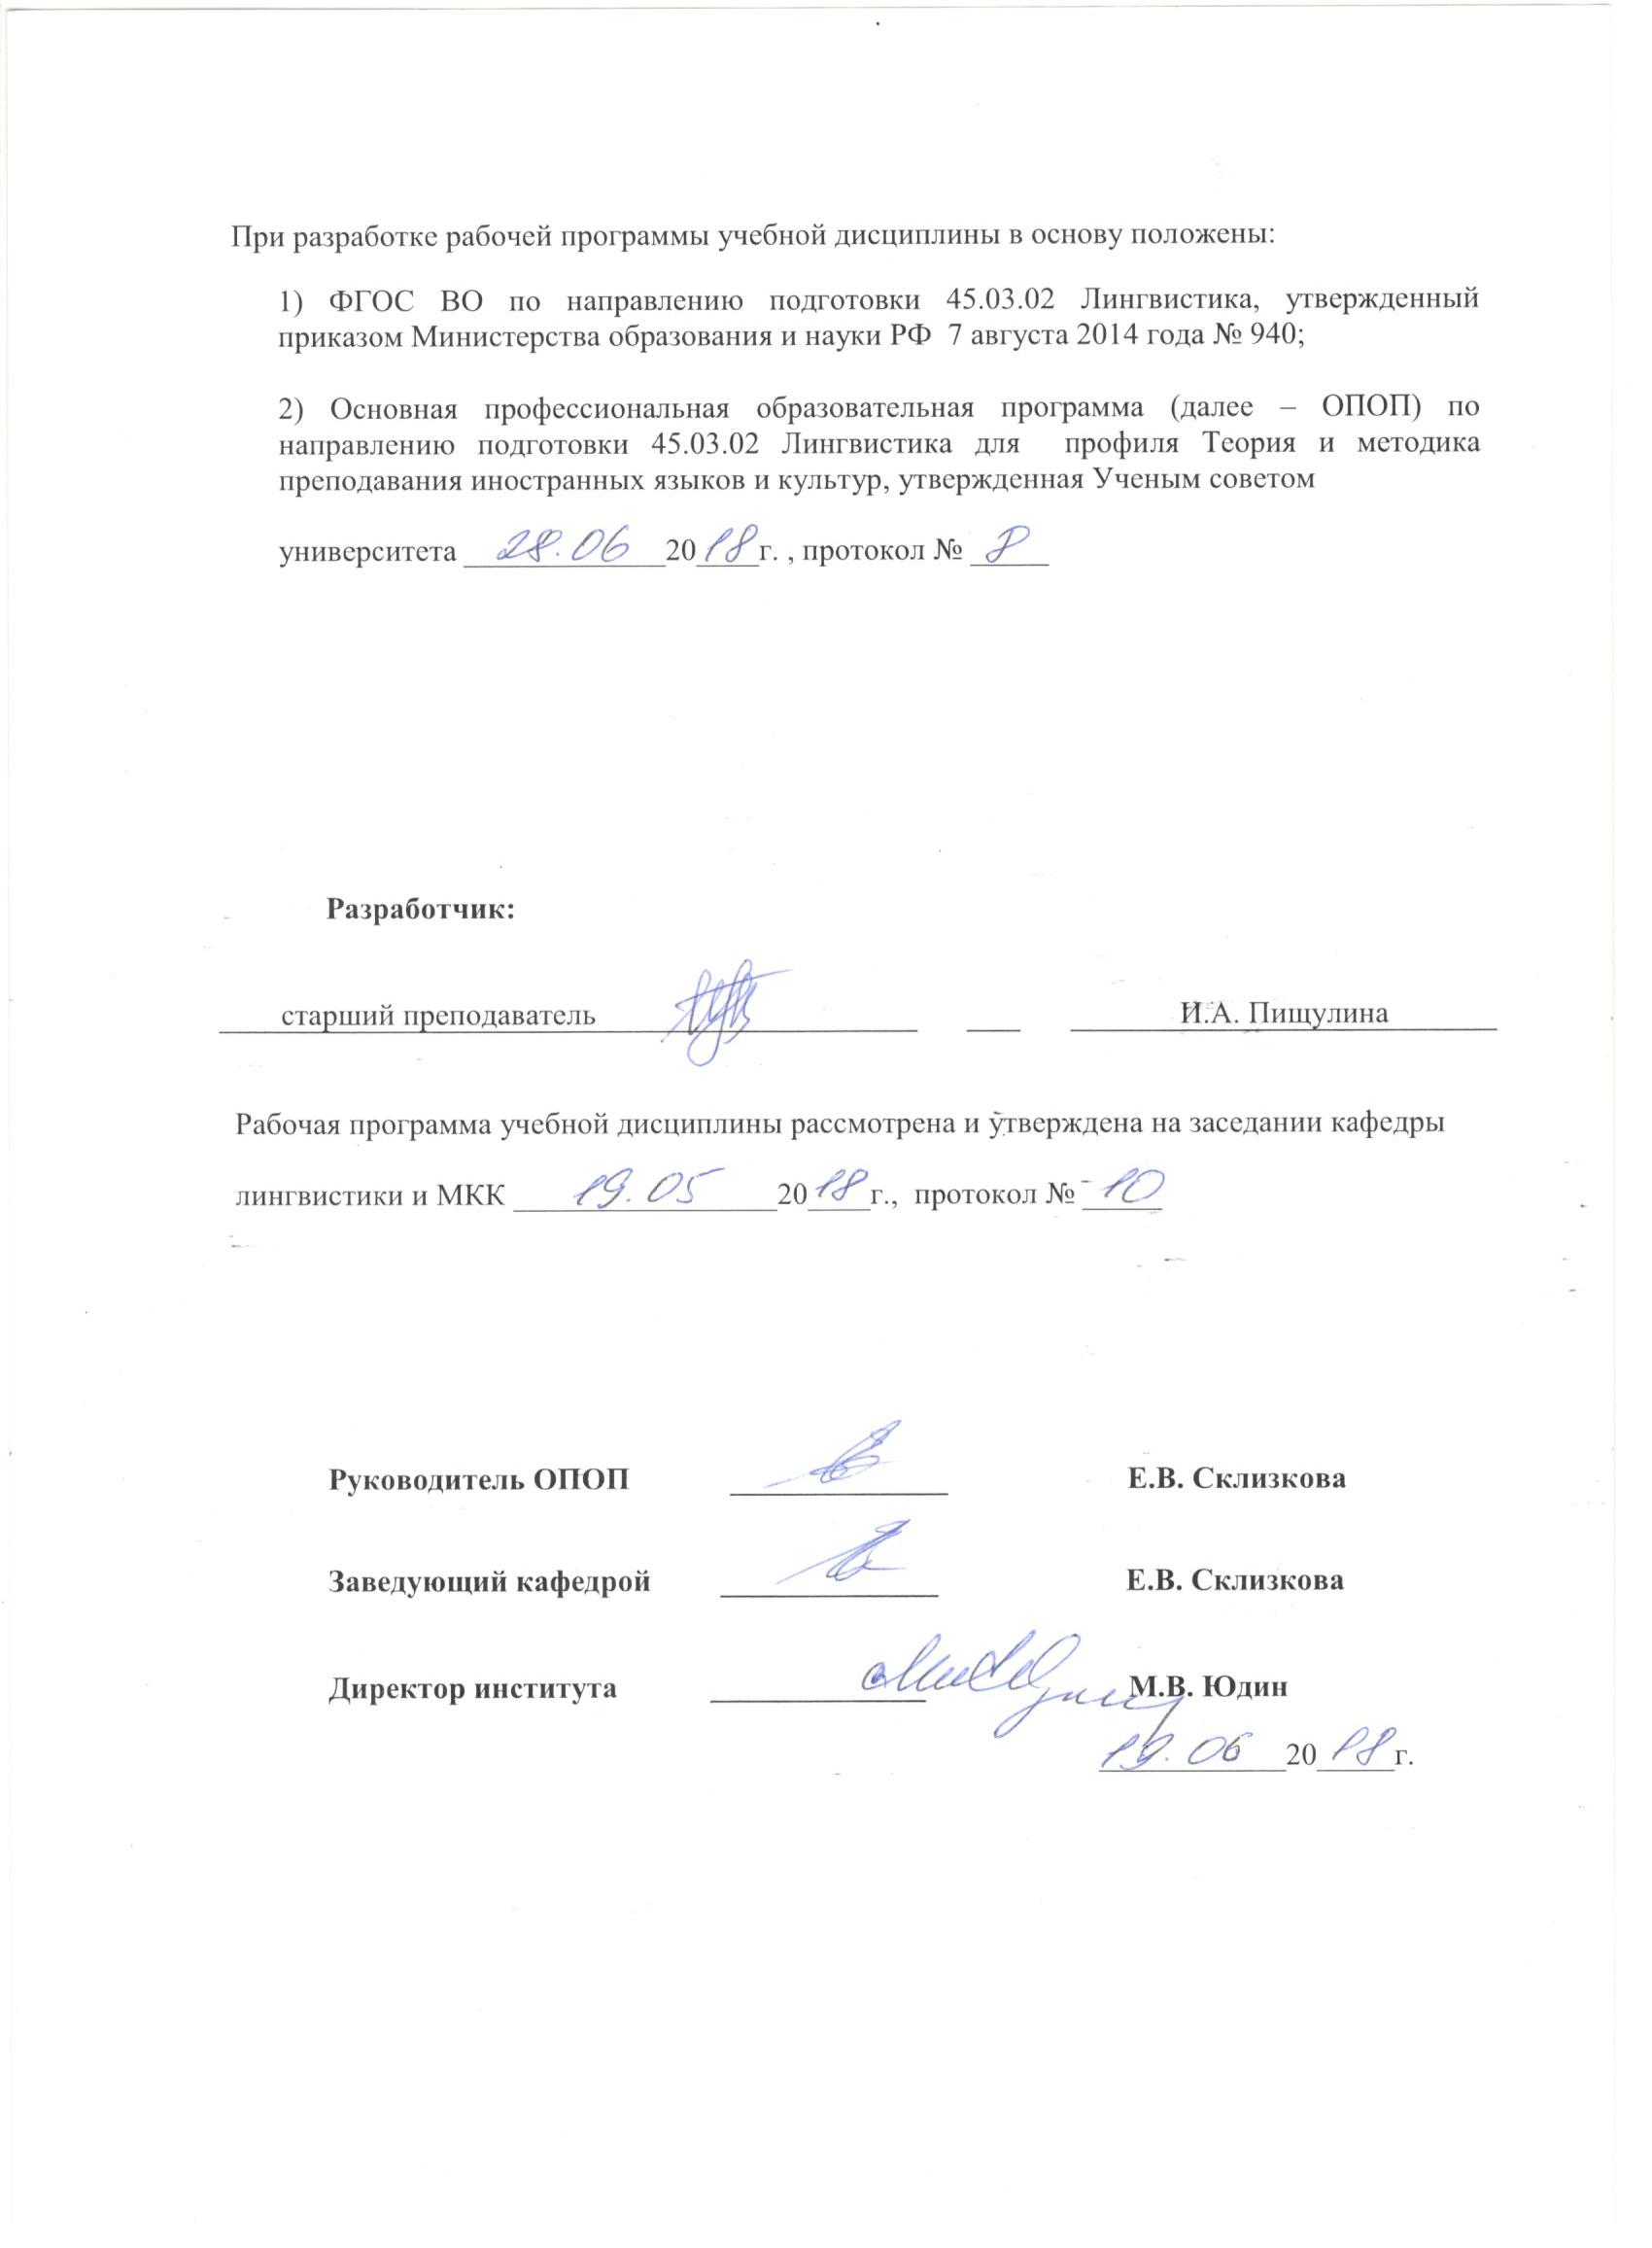 При разработке рабочей программы учебной дисциплины в основу положены:
1) ФГОС ВО по направлению подготовки 45.03.02 Лингвистика, утвержденный
приказом Министерства образования и науки РФ 7 августа 2014 года № 940;
2) Основная профессиональная образовательная программа (далее – ОПОП) по
направлению подготовки 45.03.02 Лингвистика для профиля Теория и методика
преподавания иностранных языков и культур, утвержденная Ученым советом
университета 28.06 2018г. , протокол № 8
Разработчик:
старший преподаватель И.А. Пищулина
Рабочая программа учебной дисциплины рассмотрена и утверждена на заседании кафедры
лингвистики и МКК 19.05 2018г., протокол № 10
Руководитель ОПОП Е.В. Склизкова
Заведующий кафедрой Е.В. Склизкова
Директор института М.В. Юдин
19.06 2018г.